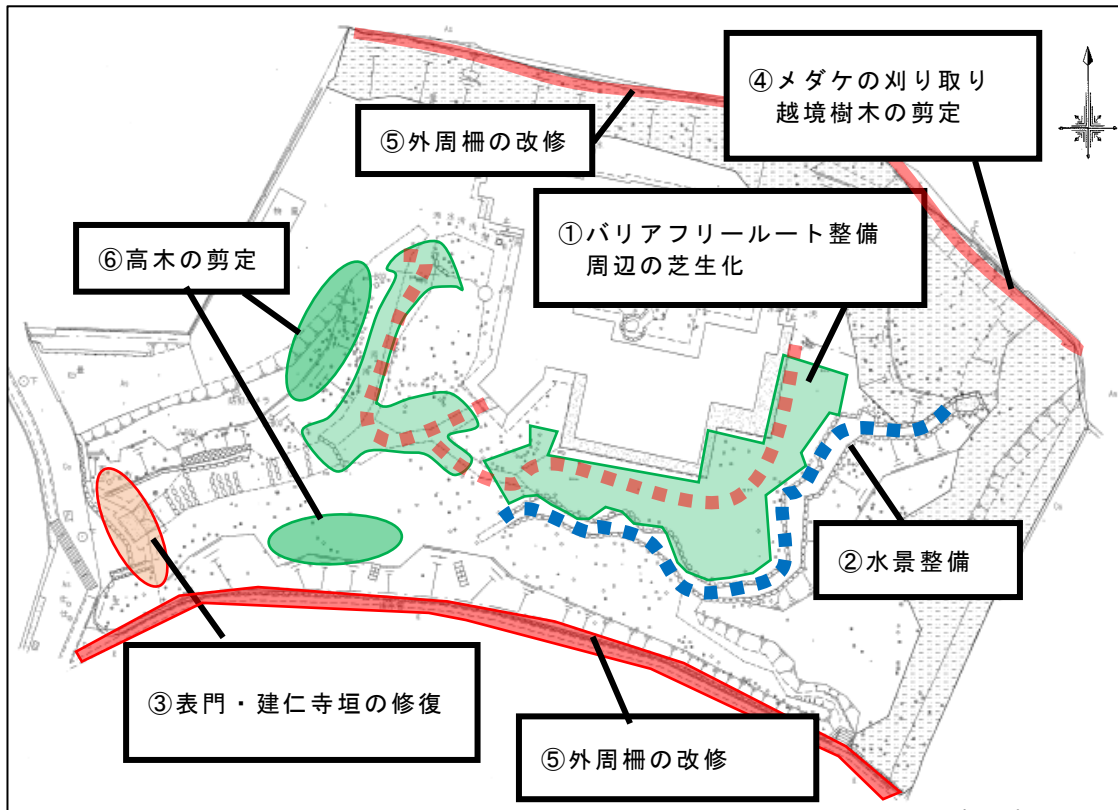 ④メダケの刈り取り
越境樹木の剪定
⑤外周柵の改修
①バリアフリールート整備
周辺の芝生化
⑥高木の剪定
②水景整備
③表門・建仁寺垣の修復
⑤外周柵の改修